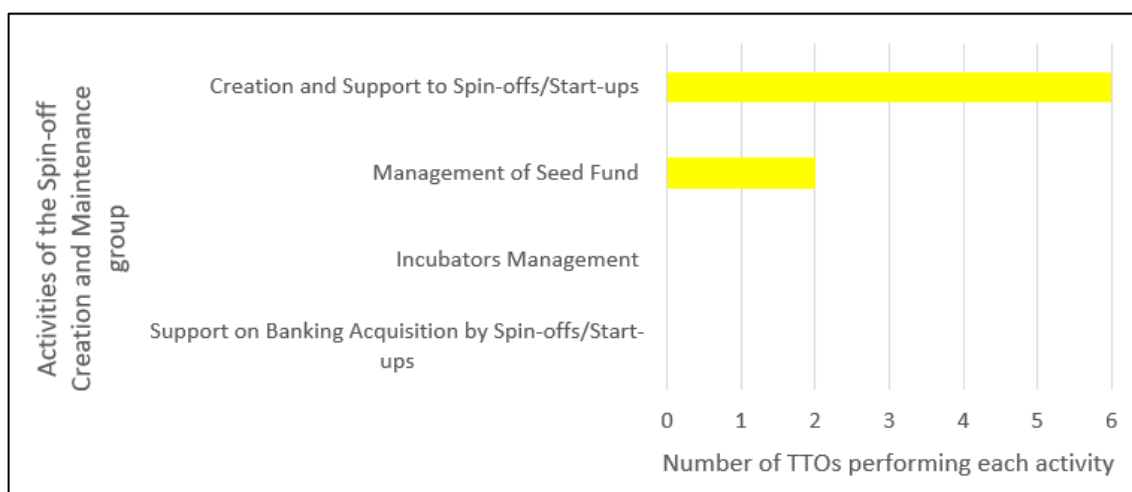 Activities of the Spin-off
Creation and Maintenance
group
Creation and Support to Spin-offs/Start-ups
Management of Seed Fund
Incubators Management
Support on Banking Acquisition by Spin-offs/Start-
ups
0 1 2 3 4 5 6
Number of TTOs performing each activity